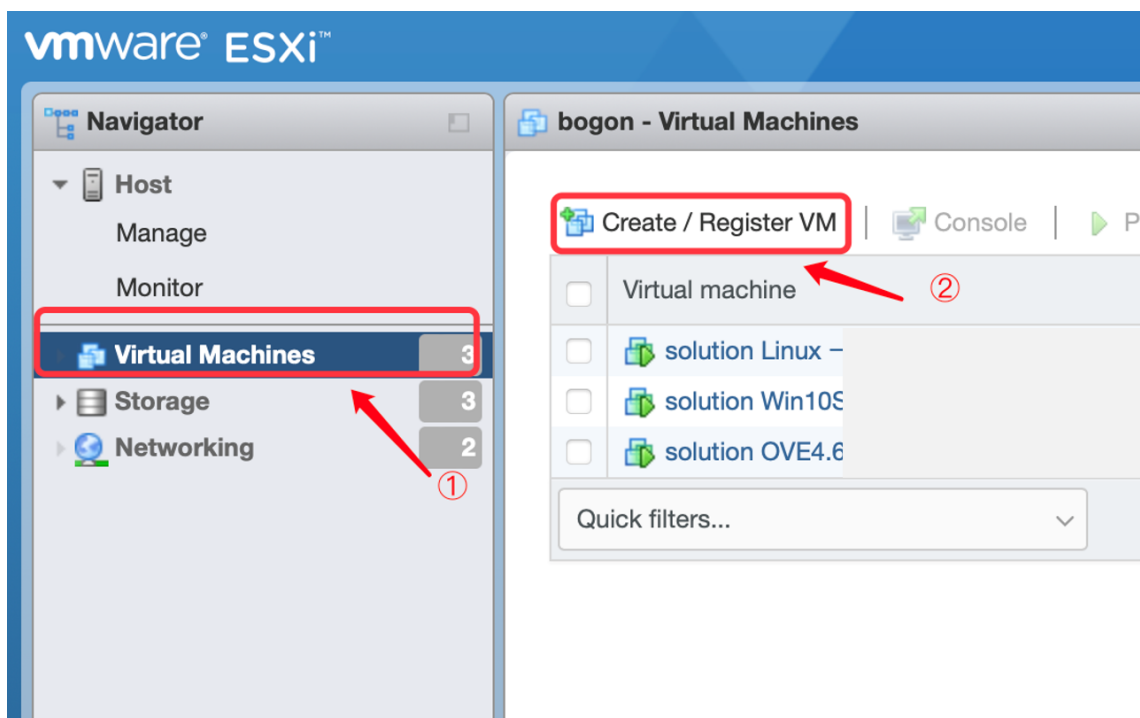 vmware® ESXi™
Navigator
Host
Manage
Monitor
Virtual Machines 3
Storage 3
Networking 2
①
bogon - Virtual Machines
Create / Register VM | Console | P
②
Virtual machine
solution Linux –
solution Win10S
solution OVE4.6
Quick filters...